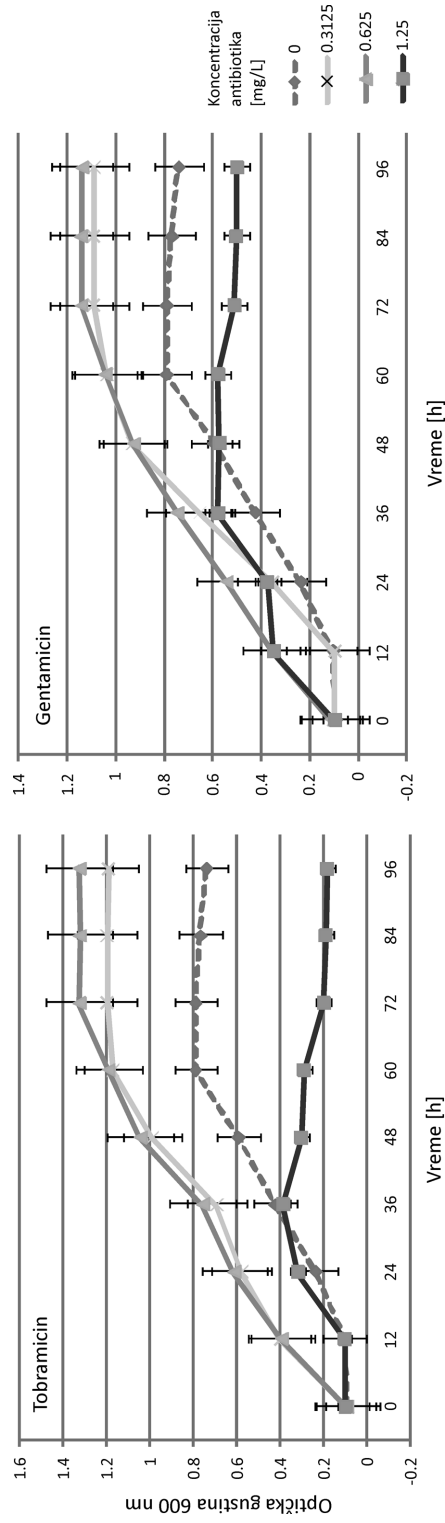 Tobramicin
Optička gustina 600 nm
1.6
1.4
1.2
1
0.8
0.6
0.4
0.2
0
-0.2
0 12 24 36 48 60 72 84 96
Vreme [h]
Gentamicin
1.4
1.2
1
0.8
0.6
0.4
0.2
0
-0.2
0 12 24 36 48 60 72 84 96
Vreme [h]
Koncentracija
antibiotika
[mg/L]
0
0.3125
0.625
1.25